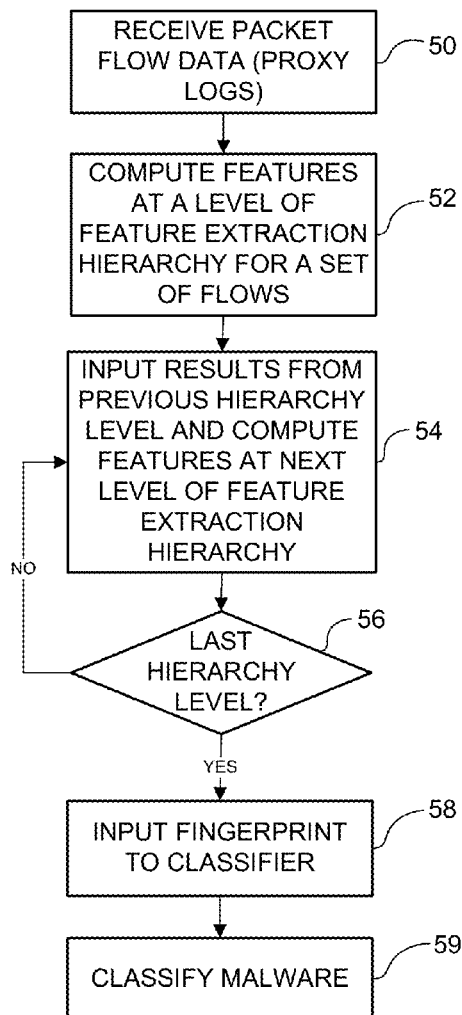 RECEIVE PACKET
FLOW DATA (PROXY
LOGS)
50
COMPUTE FEATURES
AT A LEVEL OF
FEATURE EXTRACTION
HIERARCHY FOR A SET
OF FLOWS
52
INPUT RESULTS FROM
PREVIOUS HIERARCHY
LEVEL AND COMPUTE
FEATURES AT NEXT
LEVEL OF FEATURE
EXTRACTION
HIERARCHY
54
NO
LAST
HIERARCHY
LEVEL?
56
YES
INPUT FINGERPRINT
TO CLASSIFIER
58
CLASSIFY MALWARE
59